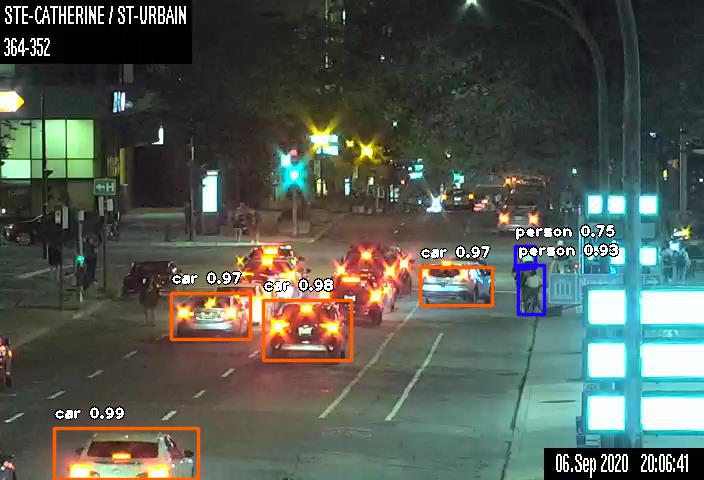 STE-CATHERINE / ST-URBAIN
364-352
person 0.75
person 0.93
car 0.97
car 0.97
car 0.98
car 0.99
06.Sep 2020 20:06:41